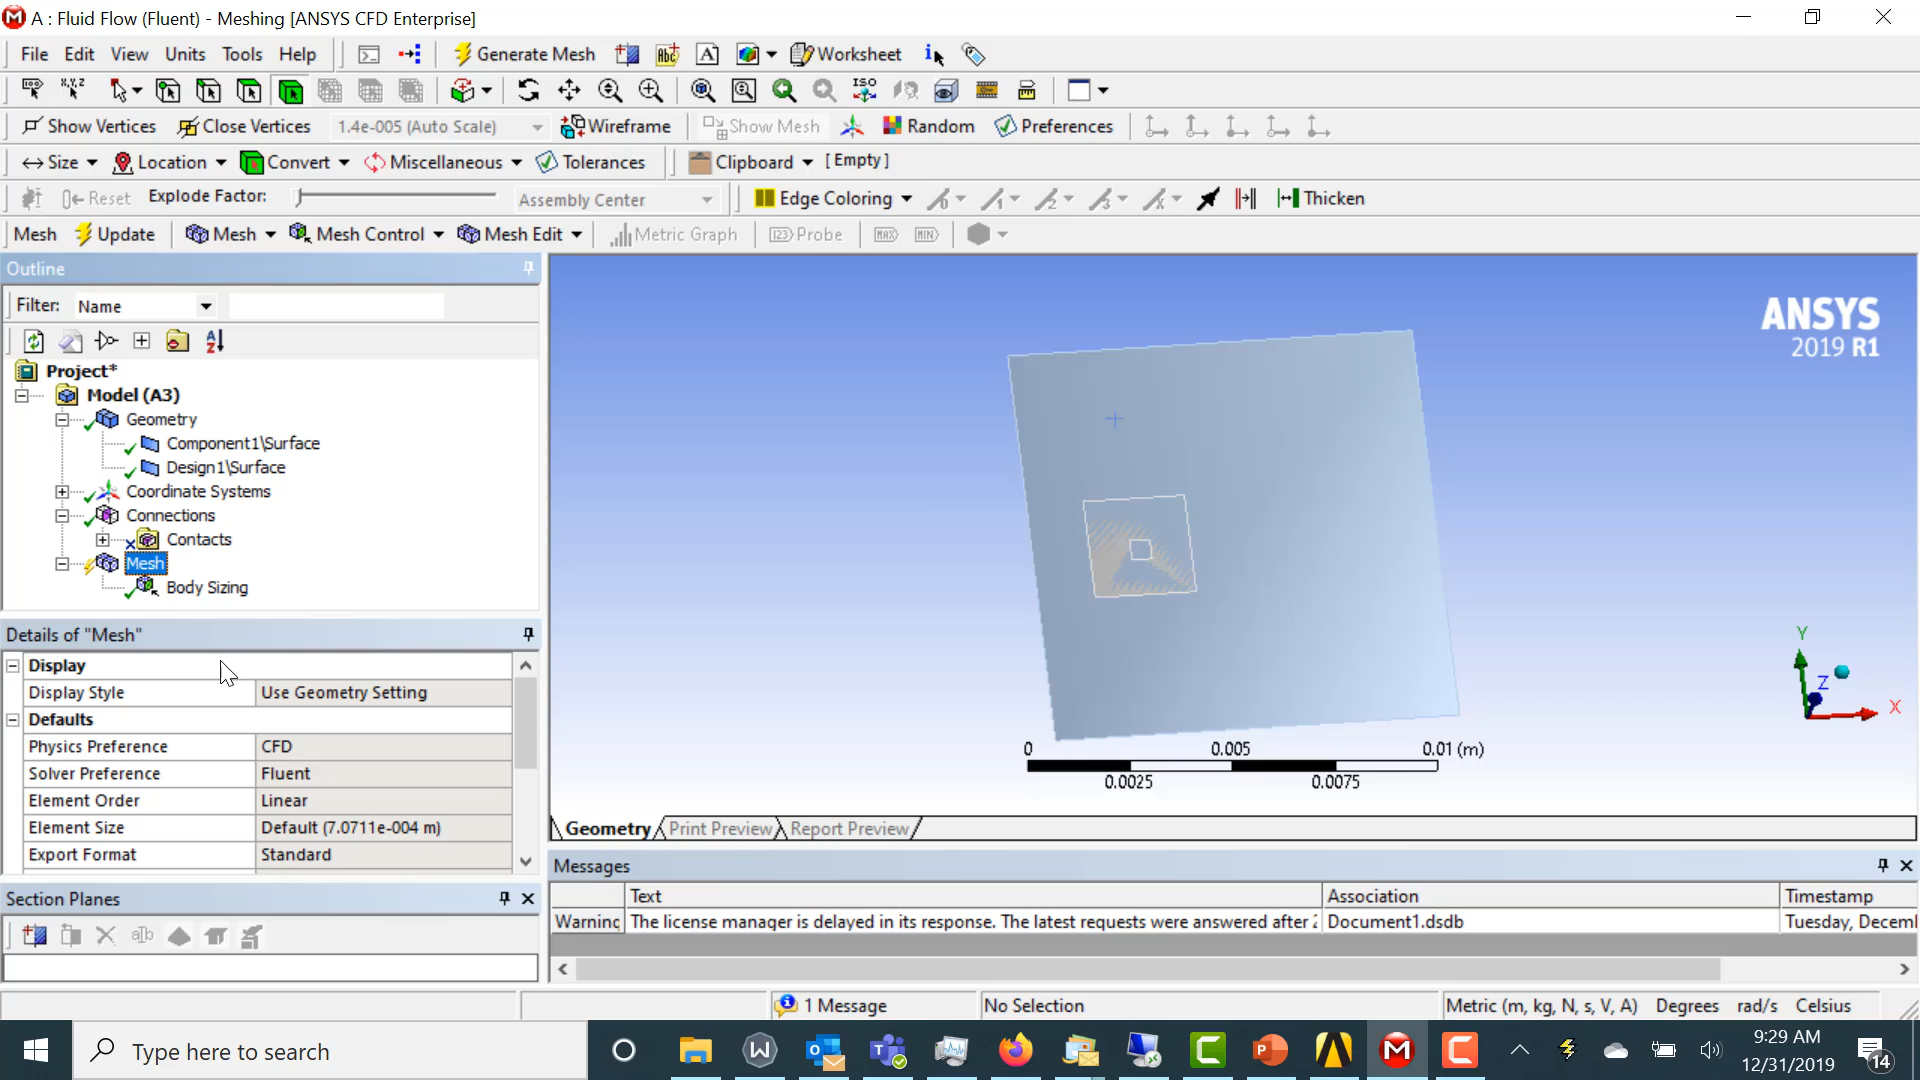 A : Fluid Flow (Fluent) - Meshing [ANSYS CFD Enterprise]
File Edit View Units Tools Help Generate Mesh Worksheet
Show Vertices Close Vertices 1.4e-005 (Auto Scale) Wireframe Show Mesh Random Preferences
Size Location Convert Miscellaneous Tolerances Clipboard [ Empty ]
Reset Explode Factor: Assembly Center Edge Coloring Thicken
Mesh Update Mesh Mesh Control Mesh Edit Metric Graph Probe MAX MIN
Outline
Filter: Name
Project*
Model (A3)
Geometry
Component1\Surface
Design1\Surface
Coordinate Systems
Connections
Contacts
Mesh
Body Sizing
Details of "Mesh"
Display
Display Style Use Geometry Setting
Defaults
Physics Preference CFD
Solver Preference Fluent
Element Order Linear
Element Size Default (7.0711e-004 m)
Export Format Standard
Section Planes
ANSYS
2019 R1
Y
Z
X
0 0.005 0.01 (m)
0.0025 0.0075
Geometry Print Preview Report Preview
Messages
Text Association Timestamp
Warning The license manager is delayed in its response. The latest requests were answered after Document1.dsdb Tuesday, Decem
1 Message No Selection Metric (m, kg, N, s, V, A) Degrees rad/s Celsius
Type here to search
9:29 AM
12/31/2019
14